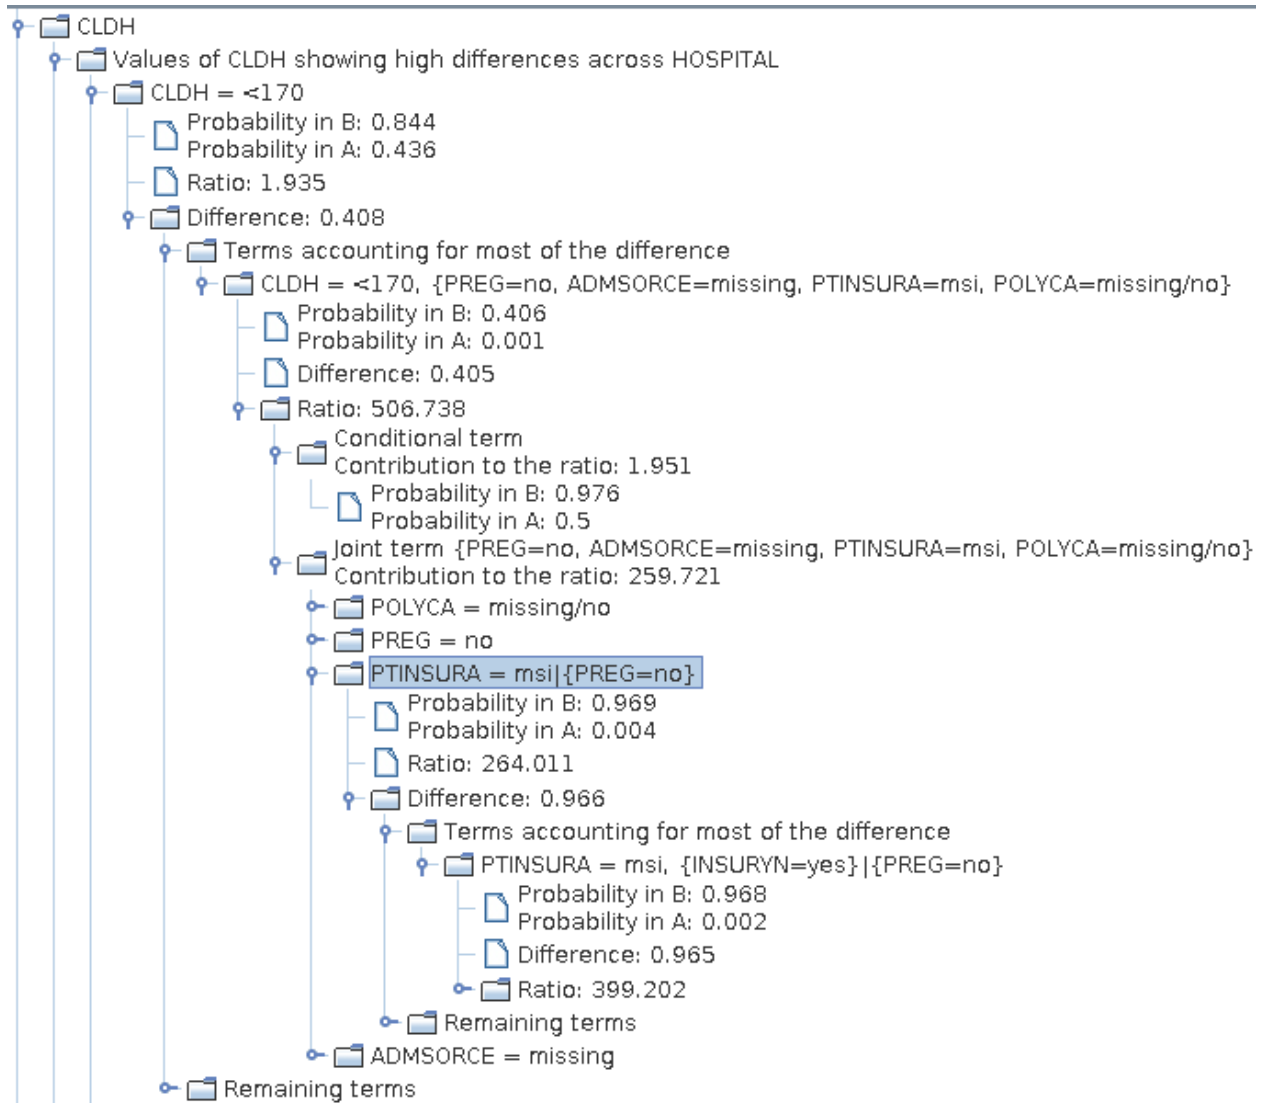 CLDH
Values of CLDH showing high differences across HOSPITAL
CLDH = <170
Probability in B: 0.844
Probability in A: 0.436
Ratio: 1.935
Difference: 0.408
Terms accounting for most of the difference
CLDH = <170, {PREG=no, ADMSORCE=missing, PTINSURA=msi, POLYCA=missing/no}
Probability in B: 0.406
Probability in A: 0.001
Difference: 0.405
Ratio: 506.738
Conditional term
Contribution to the ratio: 1.951
Probability in B: 0.976
Probability in A: 0.5
Joint term {PREG=no, ADMSORCE=missing, PTINSURA=msi, POLYCA=missing/no}
Contribution to the ratio: 259.721
POLYCA = missing/no
PREG = no
PTINSURA = msi|{PREG=no}
Probability in B: 0.969
Probability in A: 0.004
Ratio: 264.011
Difference: 0.966
Terms accounting for most of the difference
PTINSURA = msi, {INSURYN=yes}|{PREG=no}
Probability in B: 0.968
Probability in A: 0.002
Difference: 0.965
Ratio: 399.202
Remaining terms
ADMSORCE = missing
Remaining terms